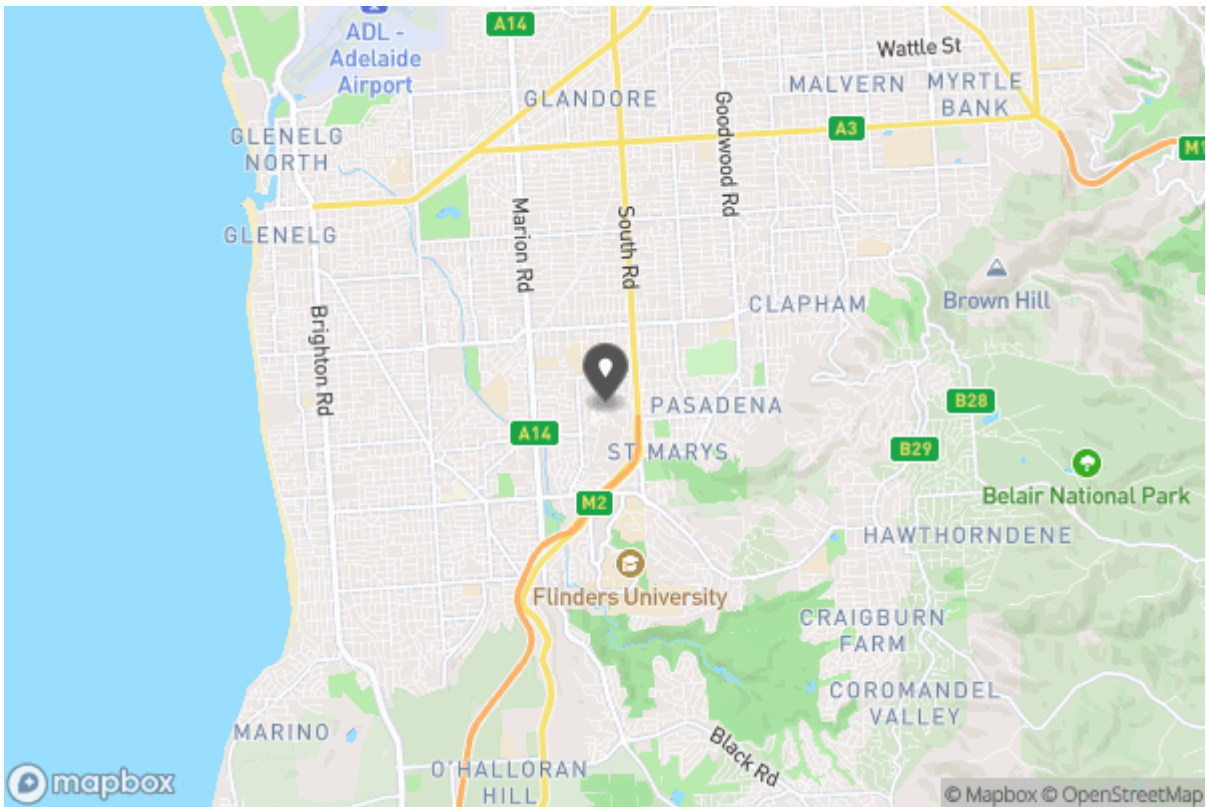 A14
ADL -
Adelaide
Airport
Wattle St
GLANDORE
MALVERN
MYRTLE
BANK
Goodwood Rd
A3
M1
GLENELG
NORTH
GLENELG
Marion Rd
South Rd
CLAPHAM
Brown Hill
Brighton Rd
PASADENA
B28
A14
ST MARYS
B29
Belair National Park
M2
HAWTHORNDENE
Flinders University
CRAIGBURN
FARM
COROMANDEL
VALLEY
MARINO
Black Rd
O'HALLORAN
HILL
mapbox
© Mapbox © OpenStreetMap